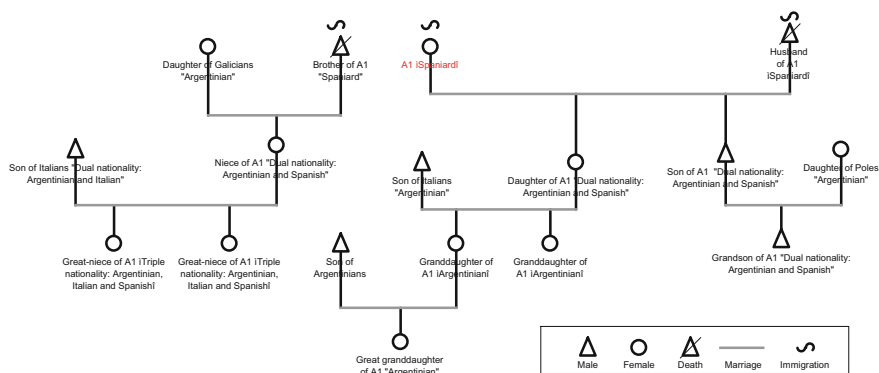 Daughter of Galicians
"Argentinian"
Brother of A1
"Spaniard"
A1 ìSpaniardî
Husband
of A1
ìSpaniardî
Son of Italians "Dual nationality:
Argentinian and Italian"
Niece of A1 "Dual nationality:
Argentinian and Spanish"
Son of Italians
"Argentinian"
Daughter of A1 "Dual nationality:
Argentinian and Spanish"
Son of A1 "Dual nationality:
Argentinian and Spanish"
Daughter of Poles
"Argentinian"
Great-niece of A1 ìTriple
nationality: Argentinian,
Italian and Spanishî
Great-niece of A1 ìTriple
nationality: Argentinian,
Italian and Spanishî
Son of
Argentinians
Granddaughter of
A1 ìArgentinianî
Granddaughter of
A1 ìArgentinianî
Grandson of A1 "Dual nationality:
Argentinian and Spanish"
Great granddaughter
of A1 "Argentinian"
Male
Female
Death
Marriage
Immigration